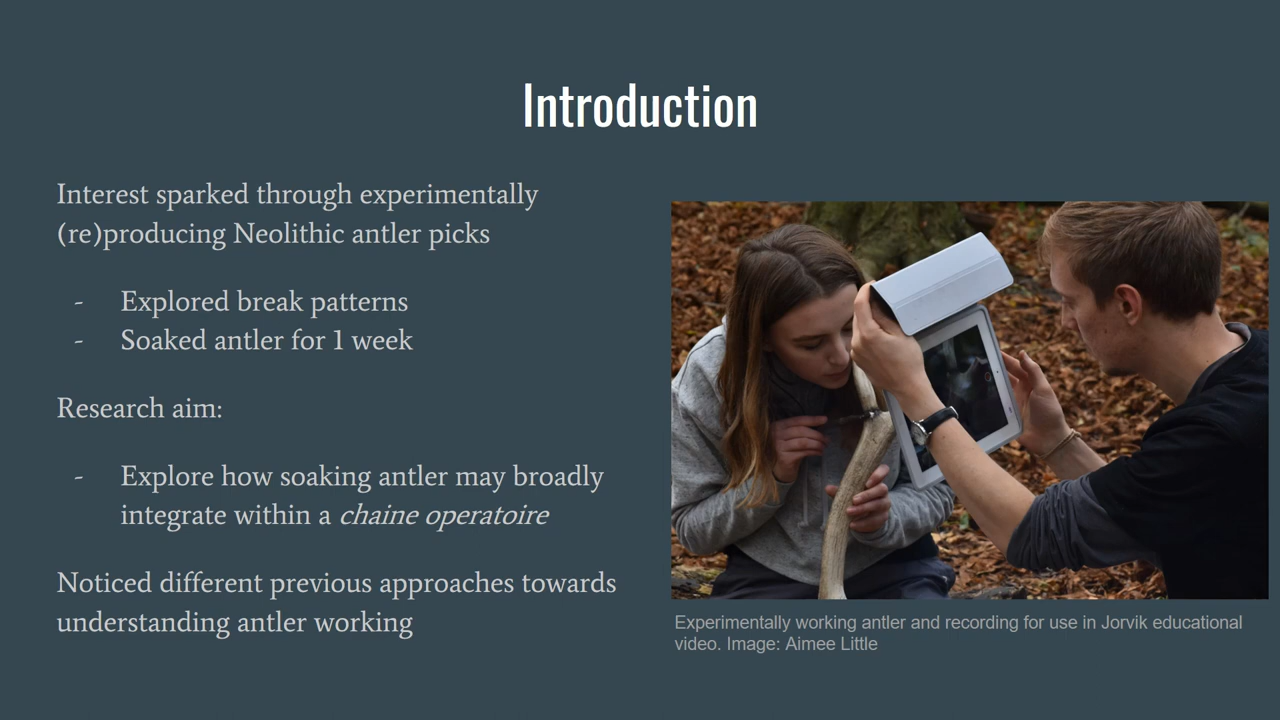 Introduction
Interest sparked through experimentally
(re)producing Neolithic antler picks
- Explored break patterns
- Soaked antler for 1 week
Research aim:
- Explore how soaking antler may broadly
integrate within a chaine operatoire
Noticed different previous approaches towards
understanding antler working
Experimentally working antler and recording for use in Jorvik educational
video. Image: Aimee Little